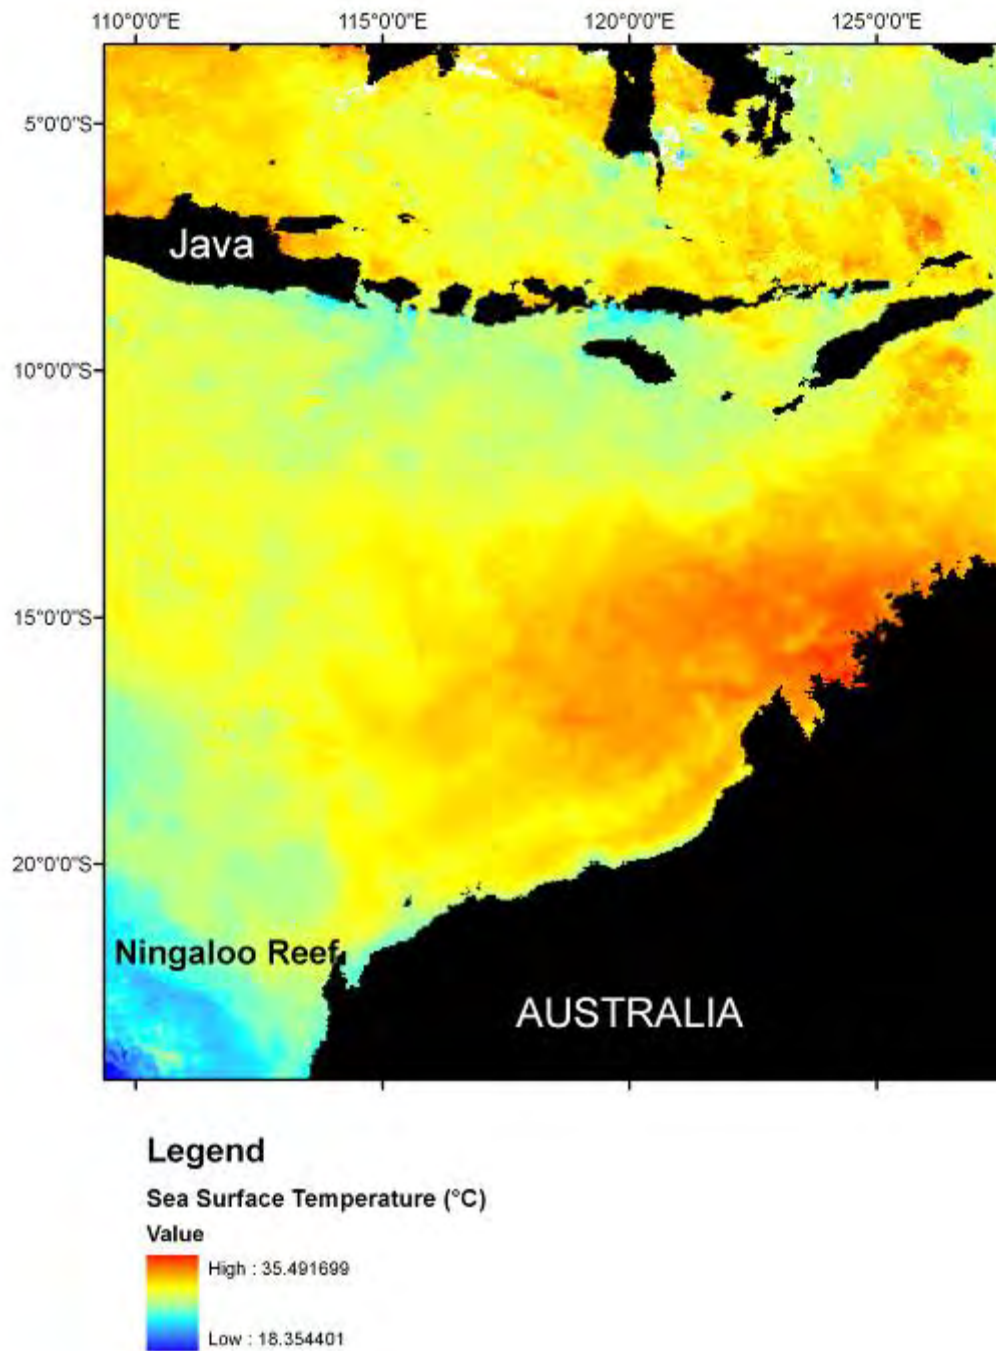 110°0'0"E 115°0'0"E 120°0'0"E 125°0'0"E
5°0'0"S
Java
10°0'0"S
15°0'0"S
20°0'0"S
Ningaloo Reef
AUSTRALIA
Legend
Sea Surface Temperature (°C)
Value
High : 35.491699
Low : 18.354401